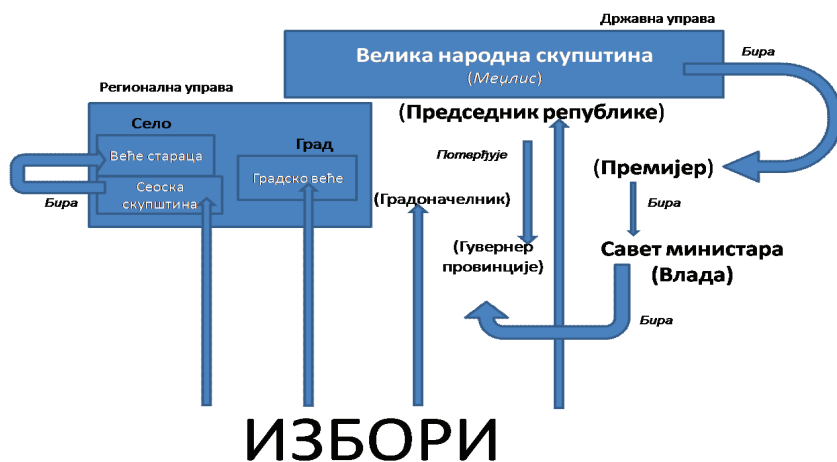 Државна управа
Велика народна скупштина
(Меџлис)
Бира
Регионална управа
(Председник републике)
Село
Веће стараца
Град
Потврђује
(Премијер)
Сеоска
скупштина
Градско веће
Бира
(Градоначелник)
Бира
(Гувернер
провинције)
Савет министара
(Влада)
Бира
ИЗБОРИ